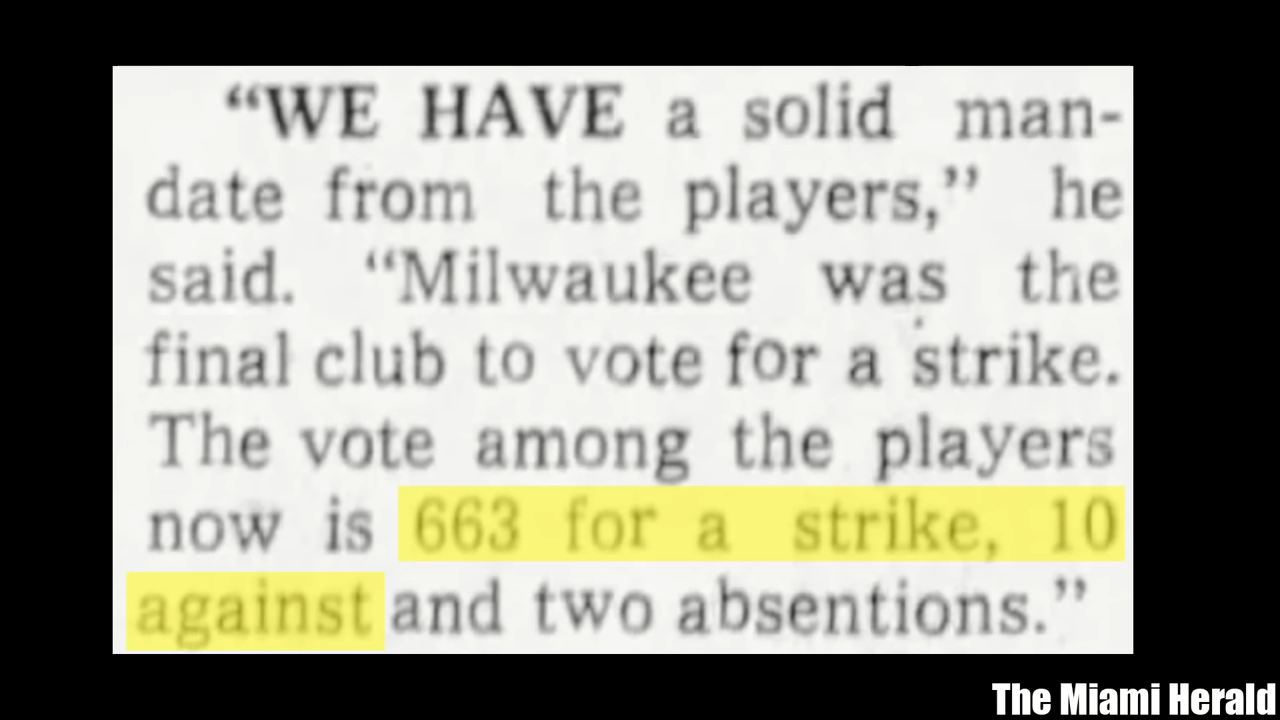 “WE HAVE a solid man-
date from the players,” he
said. “Milwaukee was the
final club to vote for a strike.
The vote among the players
now is 663 for a strike, 10
against and two absentions.”
The Miami Herald